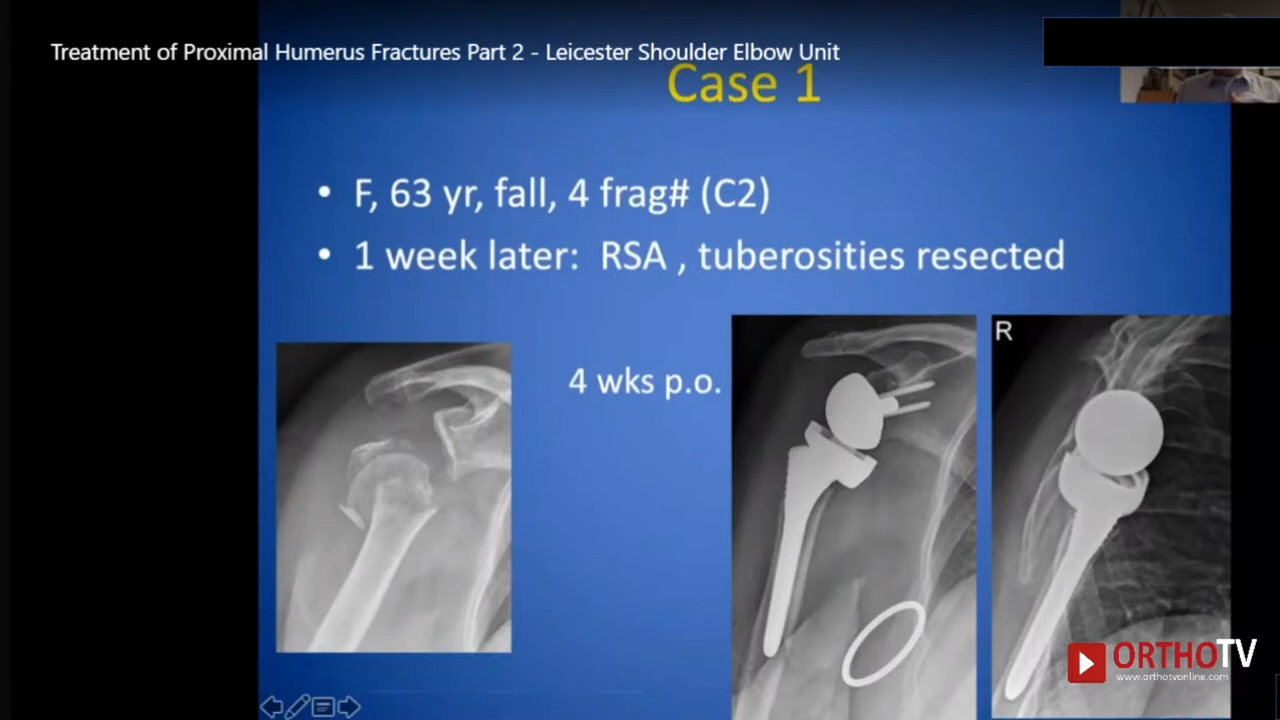 Treatment of Proximal Humerus Fractures Part 2 - Leicester Shoulder Elbow Unit
Case 1
• F, 63 yr, fall, 4 frag# (C2)
• 1 week later: RSA , tuberosities resected
4 wks p.o.
R
ORTHOTV
www.orthotvonline.com